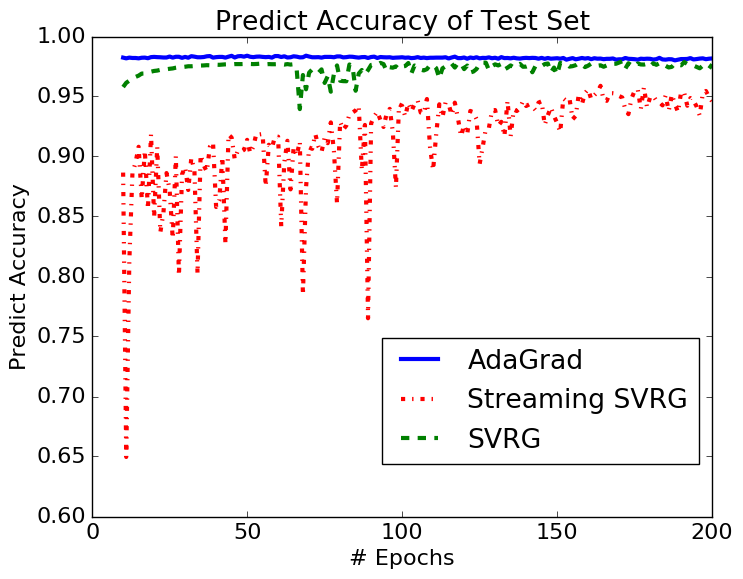 Predict Accuracy of Test Set
1.00
0.95
0.90
0.85
0.80
0.75
0.70
0.65
0.60
Predict Accuracy
AdaGrad
Streaming SVRG
SVRG
0
50
100
150
200
# Epochs